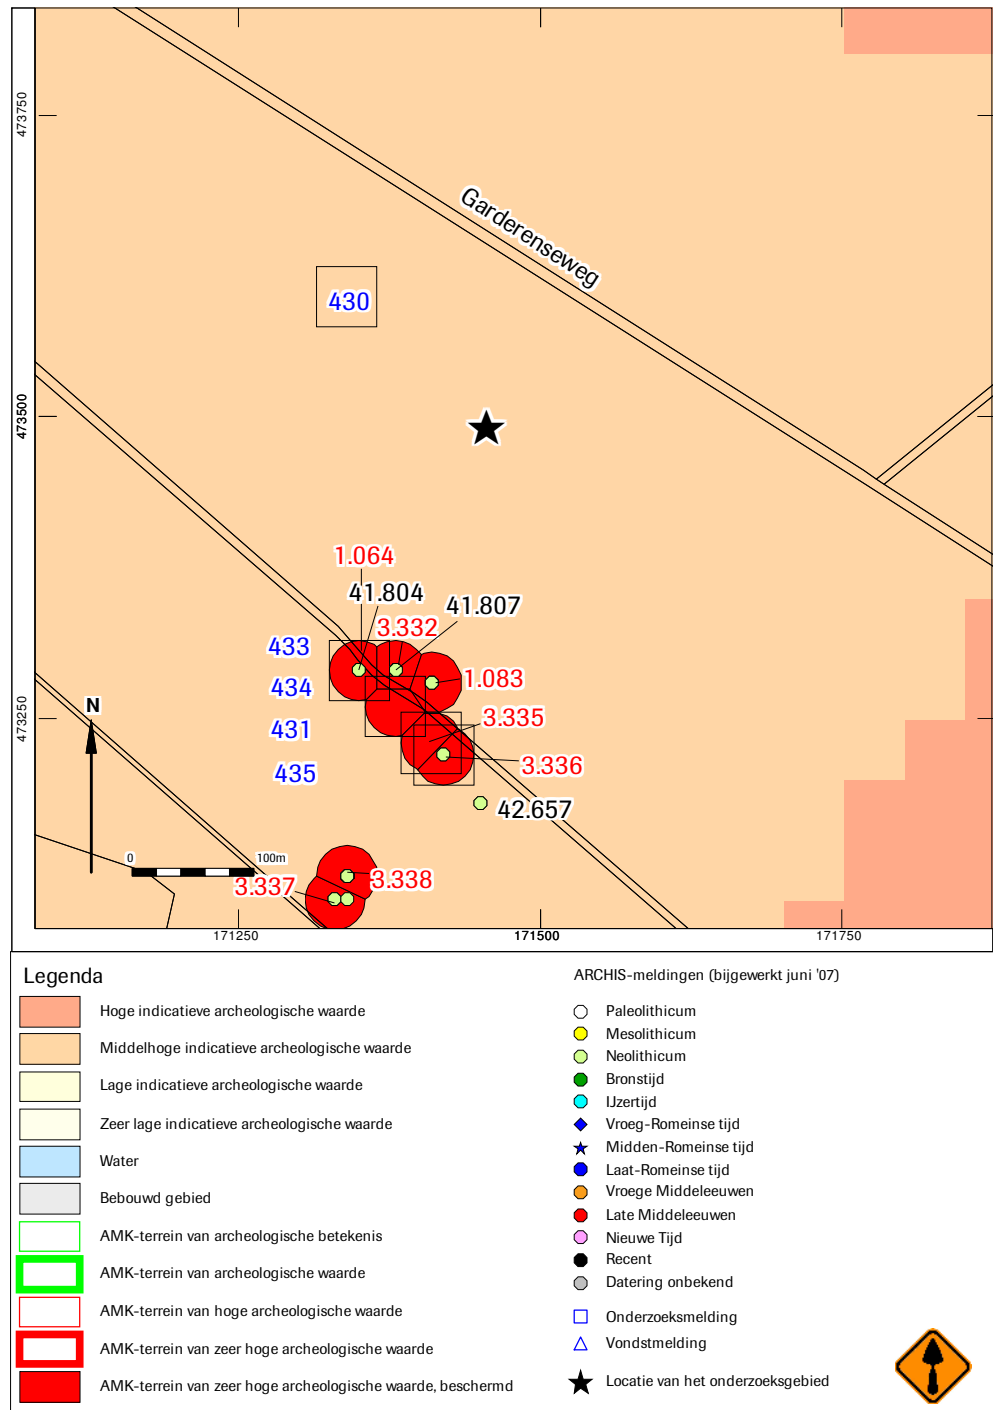 473750
Garderenseweg
430
473500
1.064
41.804
41.807
3.332
433
1.083
434
3.335
473250
431
N
3.336
435
42.657
0
100m
3.338
3.337
171250
171500
171750
Legenda
Hoge indicatieve archeologische waarde
Middelhoge indicatieve archeologische waarde
Lage indicatieve archeologische waarde
Zeer lage indicatieve archeologische waarde
Water
Bebouwd gebied
AMK-terrein van archeologische betekenis
AMK-terrein van archeologische waarde
AMK-terrein van hoge archeologische waarde
AMK-terrein van zeer hoge archeologische waarde
AMK-terrein van zeer hoge archeologische waarde, beschermd
ARCHIS-meldingen (bijgewerkt juni '07)
Paleolithicum
Mesolithicum
Neolithicum
Bronstijd
IJzertijd
Vroeg-Romeinse tijd
Midden-Romeinse tijd
Laat-Romeinse tijd
Vroege Middeleeuwen
Late Middeleeuwen
Nieuwe Tijd
Recent
Datering onbekend
Onderzoeksmelding
Vondstmelding
Locatie van het onderzoeksgebied